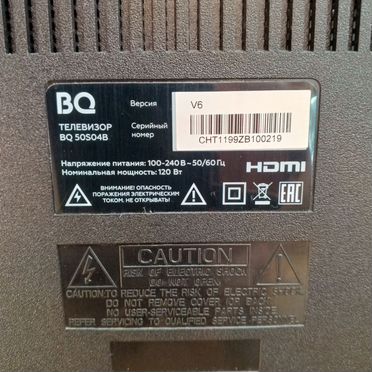 BQ
Версия
V6
ТЕЛЕВИЗОР
BQ 50S04B
Серийный
номер
CHT1199ZB100219
Напряжение питания: 100-240 В ~ 50/60 Гц
Номинальная мощность: 120 Вт
HDMI
ВНИМАНИЕ! ОПАСНОСТЬ
ПОРАЖЕНИЯ ЭЛЕКТРИЧЕСКИМ
ТОКОМ. НЕ ОТКРЫВАТЬ!
EAC
CAUTION
RISK OF ELECTRIC SHOCK
DO NOT OPEN.
CAUTION:TO REDUCE THE RISK OF ELECTRIC SHOCK,
DO NOT REMOVE COVER (OR BACK).
NO USER-SERVICEABLE PARTS INSIDE.
REFER SERVICING TO QUALIFIED SERVICE PERSONNEL.